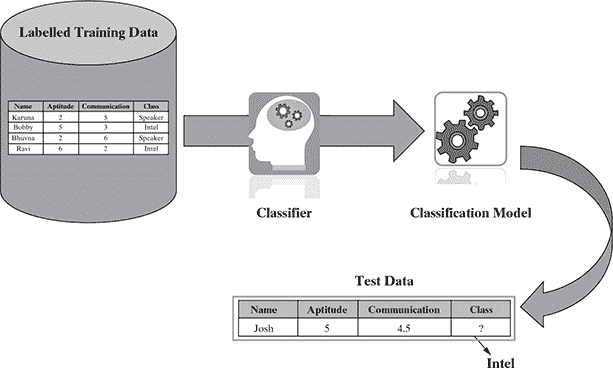 Labelled Training Data
Name Aptitude Communication Class
Karuna 2 5 Speaker
Bobby 5 3 Intel
Bhuvna 2 6 Speaker
Ravi 6 2 Intel
Classifier
Classification Model
Test Data
Name Aptitude Communication Class
Josh 5 4.5 ?
Intel